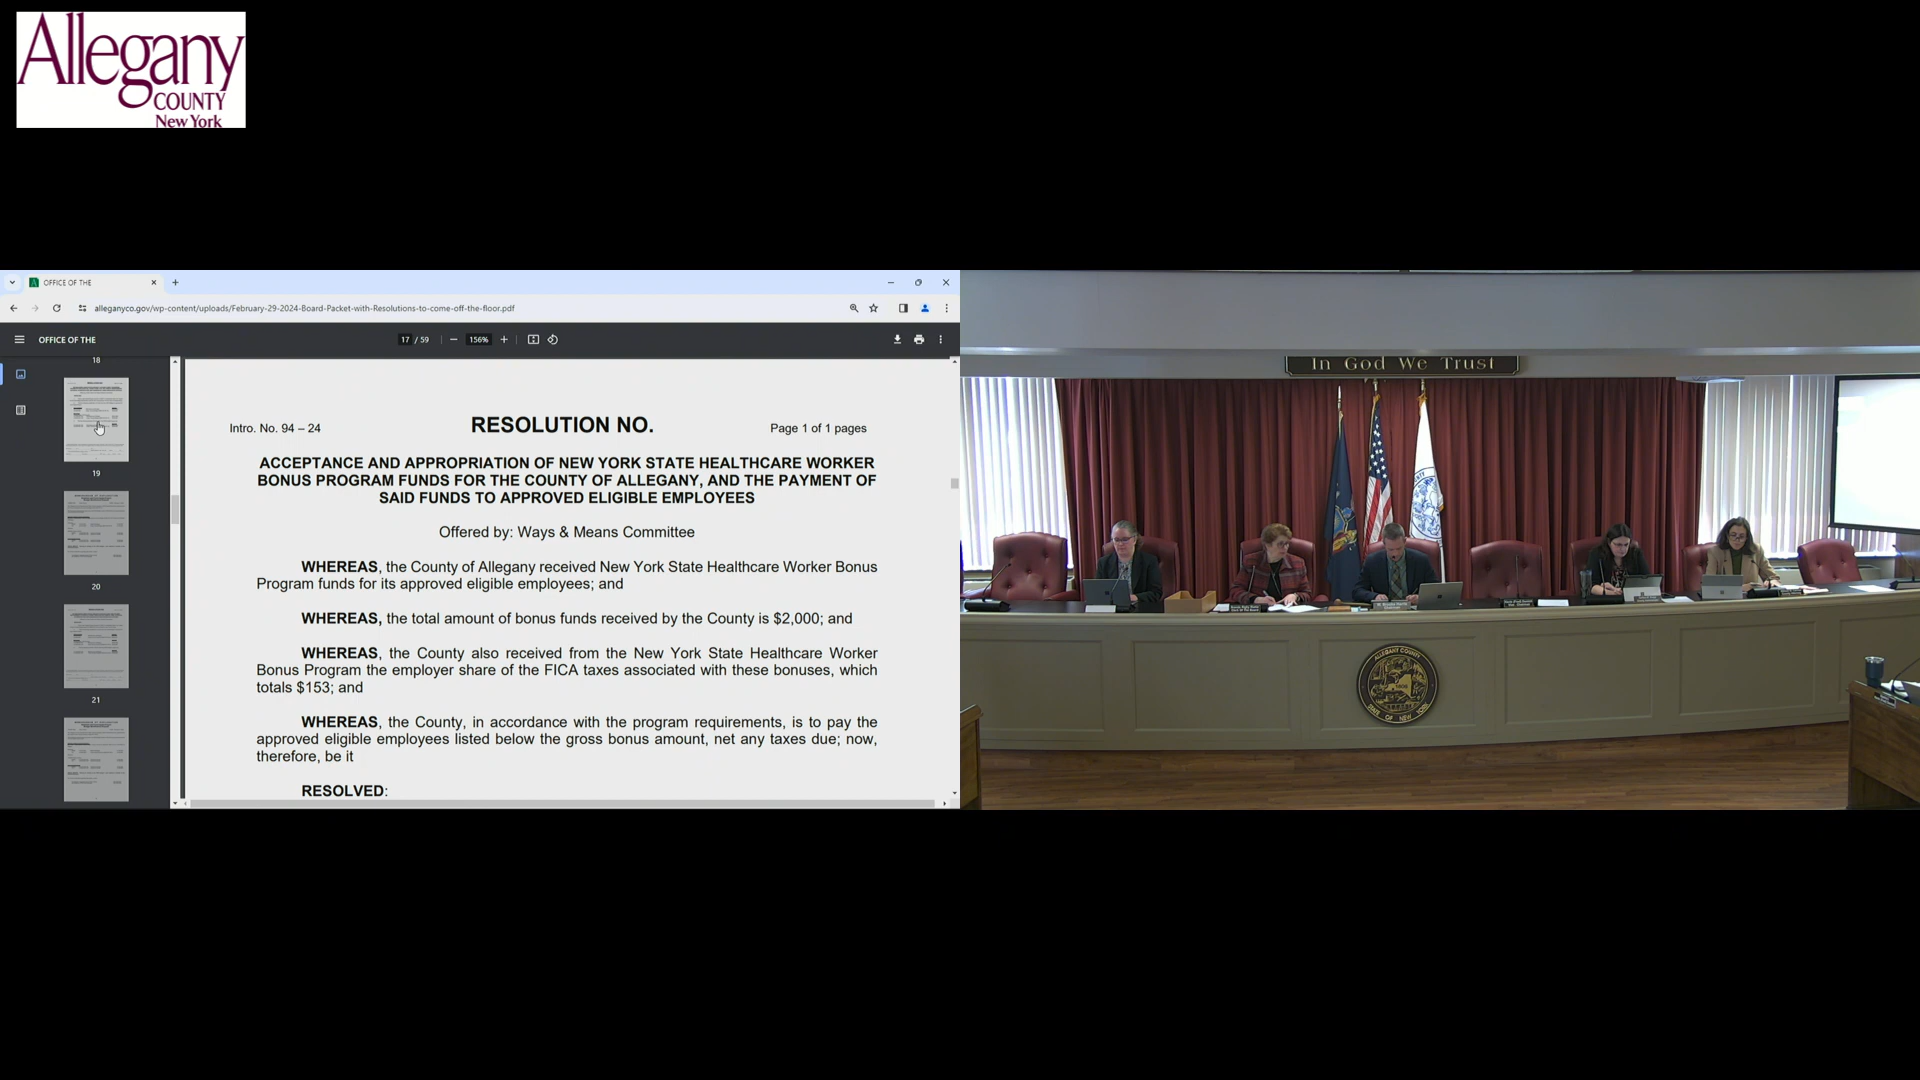 Allegany
COUNTY
New York
OFFICE OF THE
alleganyco.gov/wp-content/uploads/February-29-2024-Board-Packet-with-Resolutions-to-come-off-the-floor.pdf
OFFICE OF THE
17 / 59
156%
18
19
20
21
Intro. No. 94 – 24
RESOLUTION NO.
Page 1 of 1 pages
ACCEPTANCE AND APPROPRIATION OF NEW YORK STATE HEALTHCARE WORKER
BONUS PROGRAM FUNDS FOR THE COUNTY OF ALLEGANY, AND THE PAYMENT OF
SAID FUNDS TO APPROVED ELIGIBLE EMPLOYEES
Offered by: Ways & Means Committee
WHEREAS, the County of Allegany received New York State Healthcare Worker Bonus
Program funds for its approved eligible employees; and
WHEREAS, the total amount of bonus funds received by the County is $2,000; and
WHEREAS, the County also received from the New York State Healthcare Worker
Bonus Program the employer share of the FICA taxes associated with these bonuses, which
totals $153; and
WHEREAS, the County, in accordance with the program requirements, is to pay the
approved eligible employees listed below the gross bonus amount, net any taxes due; now,
therefore, be it
RESOLVED:
In God We Trust
ALLEGANY COUNTY
STATE OF NEW YORK